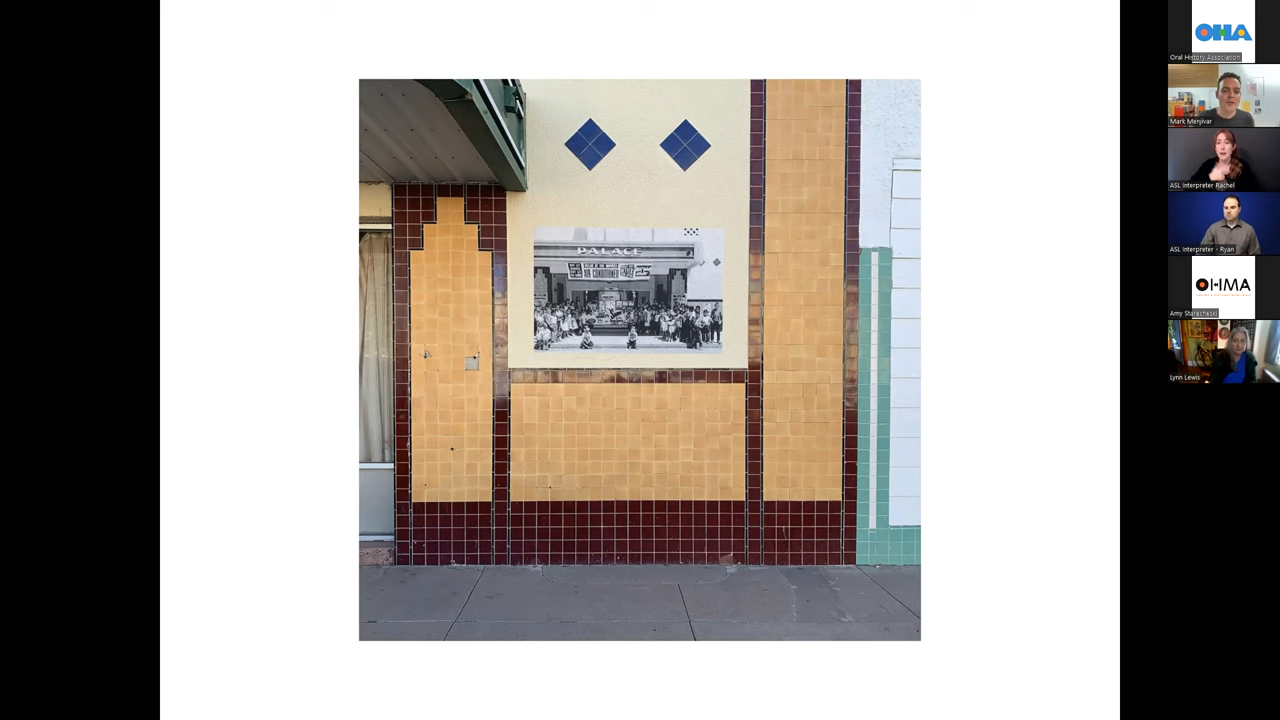 PALACE
AIR CONDITIONED
OHA
Oral History Association
Mark Menjivar
ASL Interpreter Rachel
ASL Interpreter - Ryan
OHMA
Amy Starecheski
Lynn Lewis